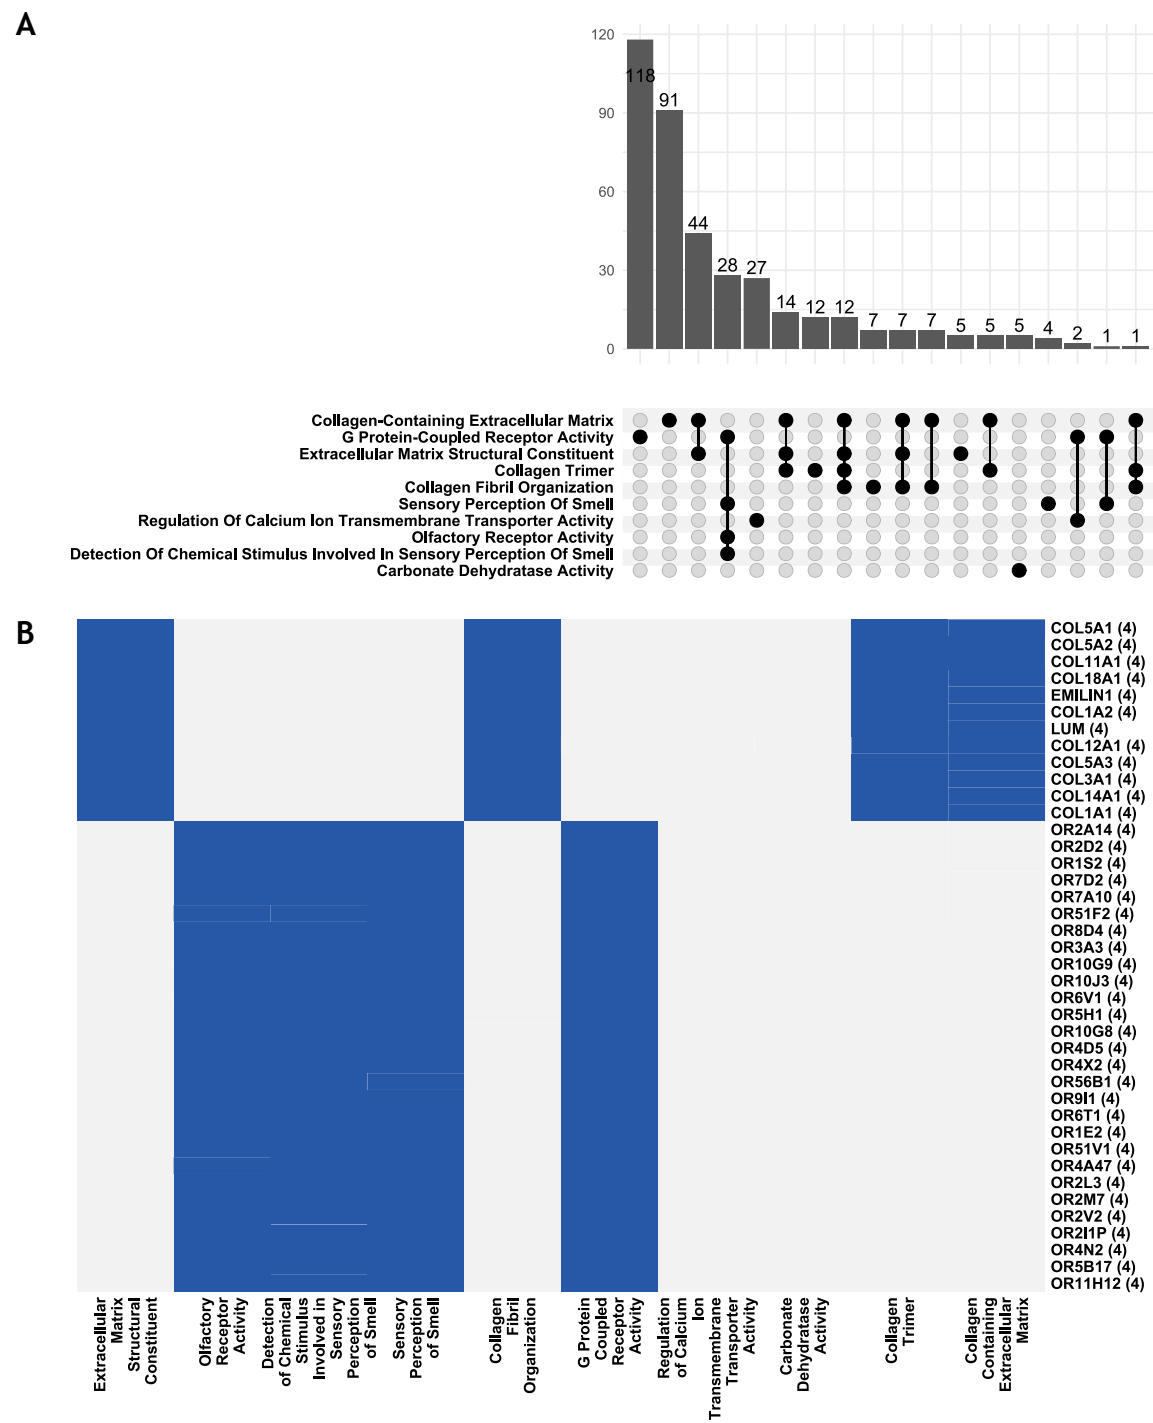 A
120
90
60
30
0
118
91
44
28
27
14
12
12
7
7
7
5
5
5
4
2
1
1
Collagen-Containing Extracellular Matrix
G Protein-Coupled Receptor Activity
Extracellular Matrix Structural Constituent
Collagen Trimer
Collagen Fibril Organization
Sensory Perception Of Smell
Regulation Of Calcium Ion Transmembrane Transporter Activity
Olfactory Receptor Activity
Detection Of Chemical Stimulus Involved In Sensory Perception Of Smell
Carbonate Dehydratase Activity
B
COL5A1 (4)
COL5A2 (4)
COL11A1 (4)
COL18A1 (4)
EMILIN1 (4)
COL1A2 (4)
LUM (4)
COL12A1 (4)
COL5A3 (4)
COL3A1 (4)
COL14A1 (4)
COL1A1 (4)
OR2A14 (4)
OR2D2 (4)
OR1S2 (4)
OR7D2 (4)
OR7A10 (4)
OR51F2 (4)
OR8D4 (4)
OR3A3 (4)
OR10G9 (4)
OR10J3 (4)
OR6V1 (4)
OR5H1 (4)
OR10G8 (4)
OR4D5 (4)
OR4X2 (4)
OR56B1 (4)
OR9I1 (4)
OR6T1 (4)
OR1E2 (4)
OR51V1 (4)
OR4A47 (4)
OR2L3 (4)
OR2M7 (4)
OR2V2 (4)
OR2I1P (4)
OR4N2 (4)
OR5B17 (4)
OR11H12 (4)
Extracellular
Matrix
Structural
Constituent
Olfactory
Receptor
Activity
Detection
of Chemical
Stimulus
Involved in
Sensory
Perception
of Smell
Sensory
Perception
of Smell
Collagen
Fibril
Organization
G Protein
Coupled
Receptor
Activity
Regulation
of Calcium
Ion
Transmembrane
Transporter
Activity
Carbonate
Dehydratase
Activity
Collagen
Trimer
Collagen
Containing
Extracellular
Matrix